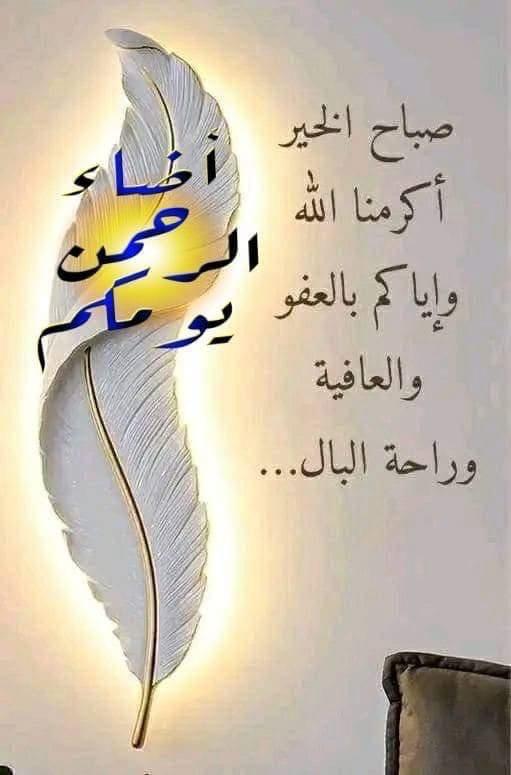 صباح الخير
أكرمنا الله
وإياكم بالعفو
والعافية
وراحة البال...
أضاء
الرحمن
يومكم